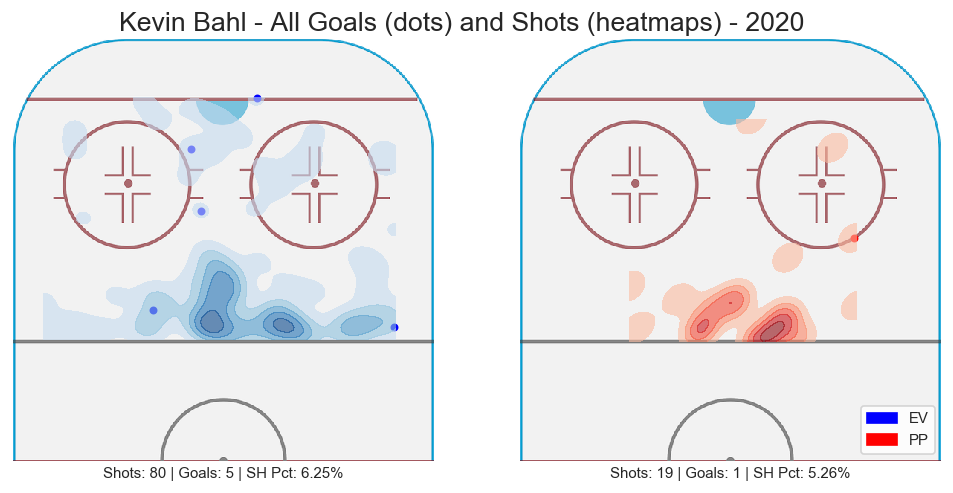 Kevin Bahl - All Goals (dots) and Shots (heatmaps) - 2020
EV
PP
Shots: 80 | Goals: 5 | SH Pct: 6.25%
Shots: 19 | Goals: 1 | SH Pct: 5.26%